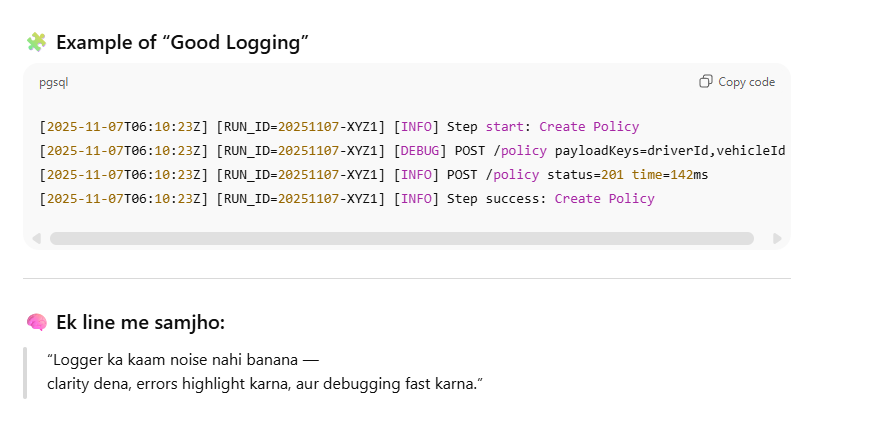 Example of “Good Logging”
pgsql
Copy code
[2025-11-07T06:10:23Z] [RUN_ID=20251107-XYZ1] [INFO] Step start: Create Policy
[2025-11-07T06:10:23Z] [RUN_ID=20251107-XYZ1] [DEBUG] POST /policy payloadKeys=driverId,vehicleId
[2025-11-07T06:10:23Z] [RUN_ID=20251107-XYZ1] [INFO] POST /policy status=201 time=142ms
[2025-11-07T06:10:23Z] [RUN_ID=20251107-XYZ1] [INFO] Step success: Create Policy
Ek line me samjho:
“Logger ka kaam noise nahi banana —
clarity dena, errors highlight karna, aur debugging fast karna.”